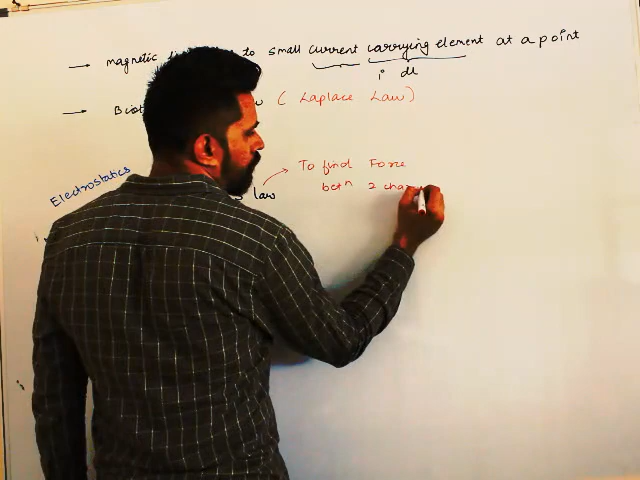 → magnetic to small current carrying element at a point
i dl
→ Biot (Laplace Law)
Electrostatics
law → To find Force
betn 2 cha